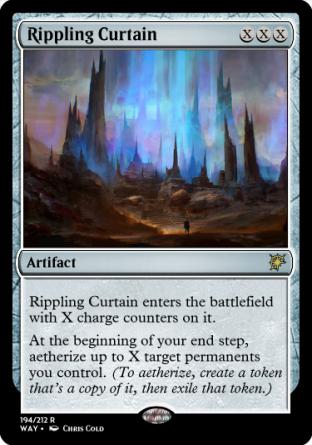 Rippling Curtain XXX
Artifact
Rippling Curtain enters the battlefield
with X charge counters on it.
At the beginning of your end step,
aetherize up to X target permanents
you control. (To aetherize, create a token
that's a copy of it, then exile that token.)
194/212 R
WAY • Chris Cold